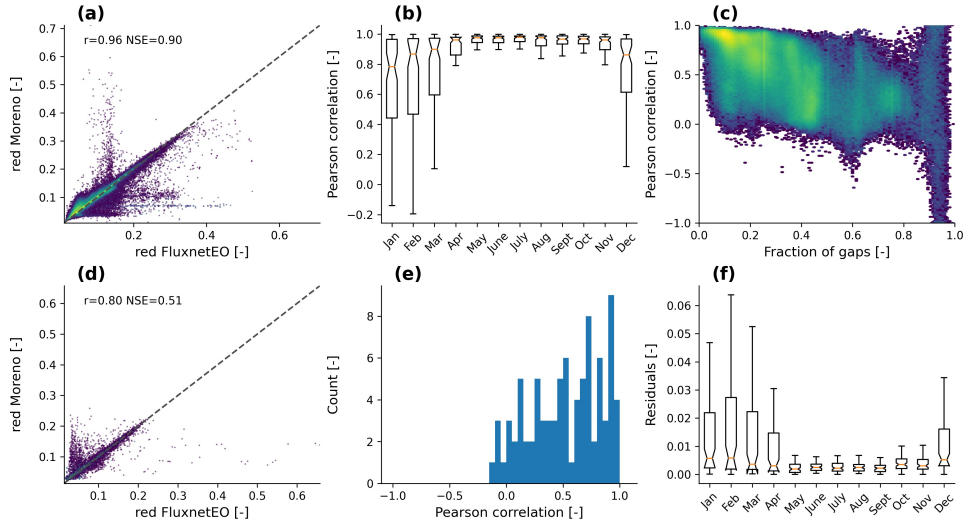 (a)
r=0.96 NSE=0.90
red Moreno [-]
0.7
0.6
0.5
0.4
0.3
0.2
0.1
0.2
0.4
0.6
red FluxnetEO [-]
(b)
Pearson correlation [-]
1.0
0.8
0.6
0.4
0.2
0.0
−0.2
Jan
Feb
Mar
Apr
May
June
July
Aug
Sept
Oct
Nov
Dec
(c)
Pearson correlation [-]
1.0
0.5
0.0
−0.5
−1.0
0.0
0.2
0.4
0.6
0.8
1.0
Fraction of gaps [-]
(d)
r=0.80 NSE=0.51
red Moreno [-]
0.6
0.5
0.4
0.3
0.2
0.1
0.1
0.2
0.3
0.4
0.5
0.6
red FluxnetEO [-]
(e)
Count [-]
8
6
4
2
0
−1.0
−0.5
0.0
0.5
1.0
Pearson correlation [-]
(f)
Residuals [-]
0.06
0.05
0.04
0.03
0.02
0.01
0.00
Jan
Feb
Mar
Apr
May
June
July
Aug
Sept
Oct
Nov
Dec